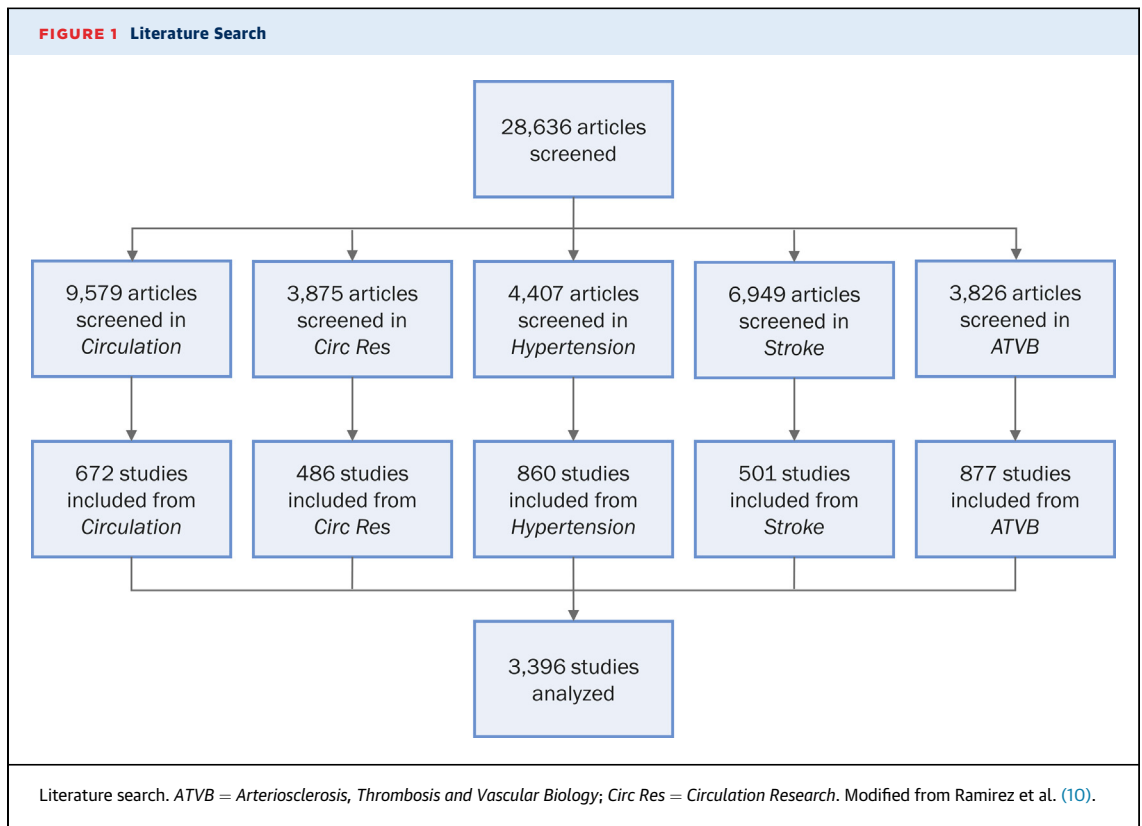 FIGURE 1 Literature Search
28,636 articles
screened
9,579 articles
screened in
Circulation
3,875 articles
screened in
Circ Res
4,407 articles
screened in
Hypertension
6,949 articles
screened in
Stroke
3,826 articles
screened in
ATVB
672 studies
included from
Circulation
486 studies
included from
Circ Res
860 studies
included from
Hypertension
501 studies
included from
Stroke
877 studies
included from
ATVB
3,396 studies
analyzed
Literature search. ATVB = Arteriosclerosis, Thrombosis and Vascular Biology; Circ Res = Circulation Research. Modified from Ramirez et al. (10).